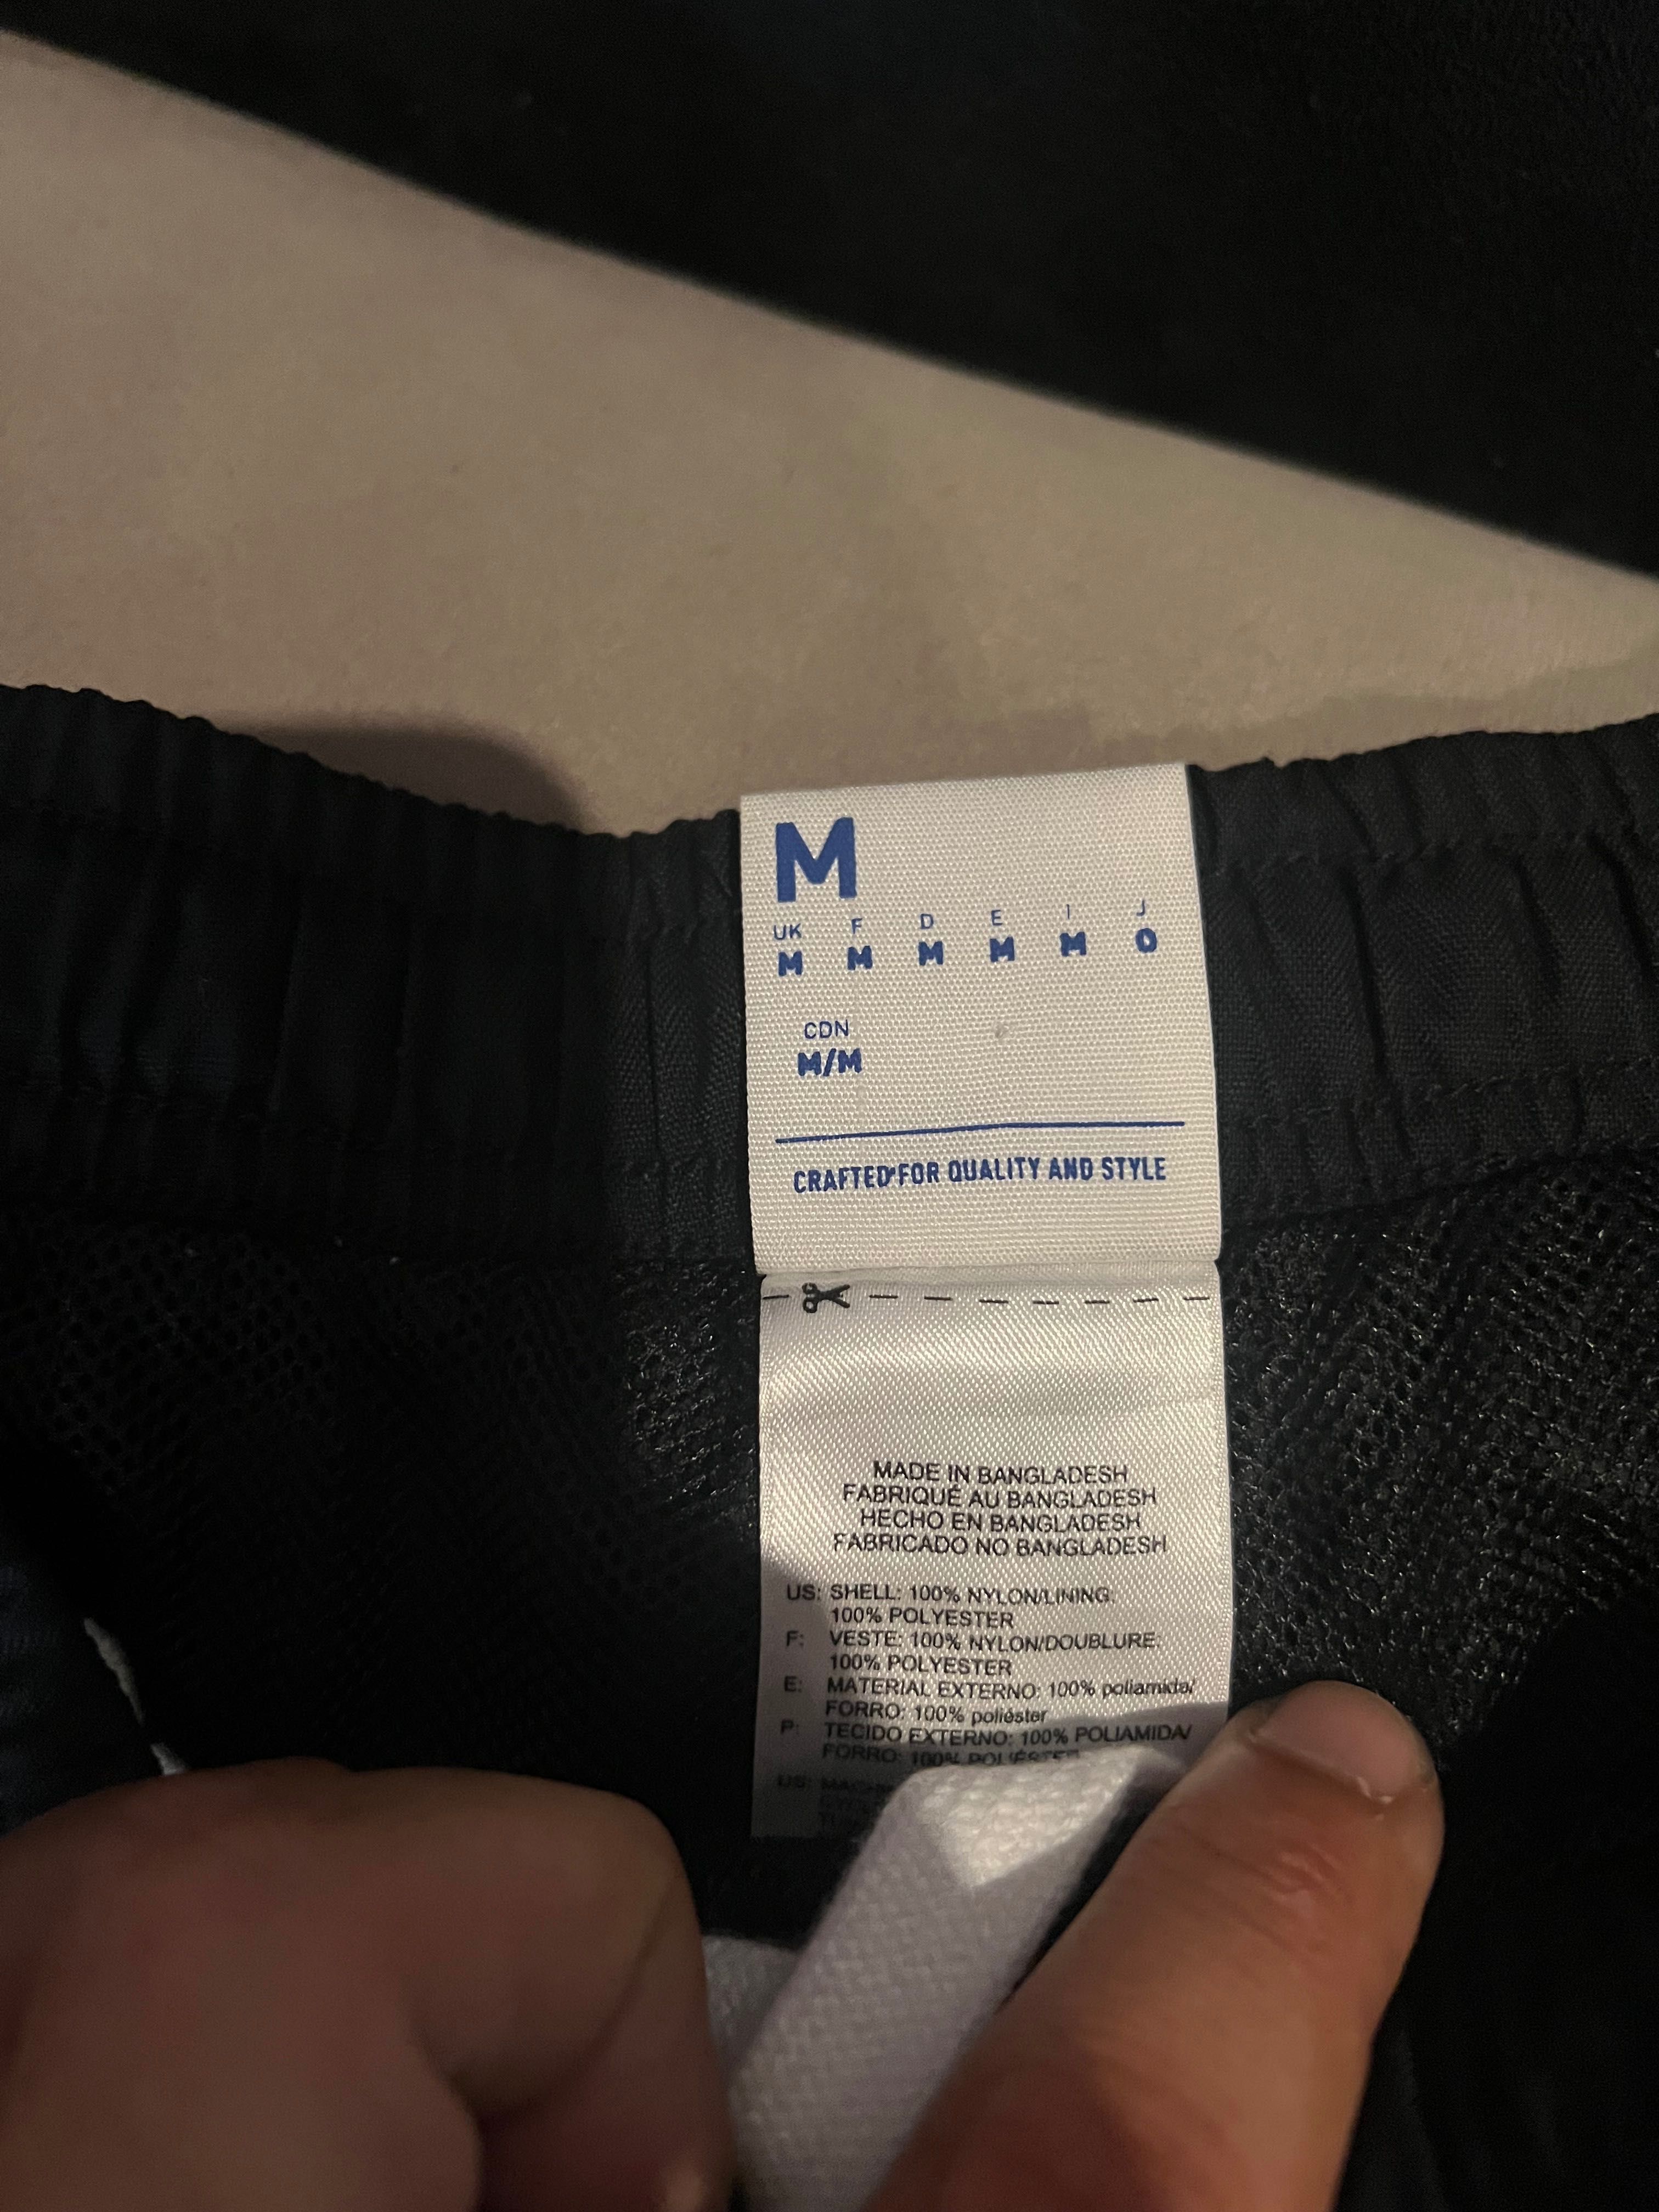 M
UK F D E I J
M M M M M O
CDN
M/M
CRAFTED FOR QUALITY AND STYLE
MADE IN BANGLADESH
FABRIQUÉ AU BANGLADESH
HECHO EN BANGLADESH
FABRICADO NO BANGLADESH
US: SHELL: 100% NYLON/LINING:
100% POLYESTER
F: VESTE: 100% NYLON/DOUBLURE:
100% POLYESTER
E: MATERIAL EXTERNO: 100% poliamida/
FORRO: 100% poliéster
P: TECIDO EXTERNO: 100% POLIAMIDA/
FORRO: 100% POLIÉSTER
US: